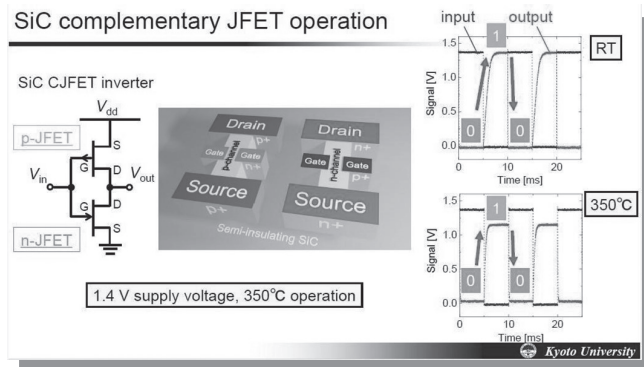 SiC complementary JFET operation
SiC CJFET inverter
Vdd
p-JFET
S
G
D
Vin
Vout
G
D
S
n-JFET
Drain
p+
Gate
p-channel
Gate
n+
Source
p+
Drain
n+
Gate
n-channel
Gate
p+
Source
n+
Semi-insulating SiC
1.4 V supply voltage, 350℃ operation
input
output
RT
Signal [V]
1.5
1.0
0.5
0.0
1
0
0
0
10
20
Time [ms]
350℃
Signal [V]
1.5
1.0
0.5
0.0
1
0
0
0
10
20
Time [ms]
Kyoto University